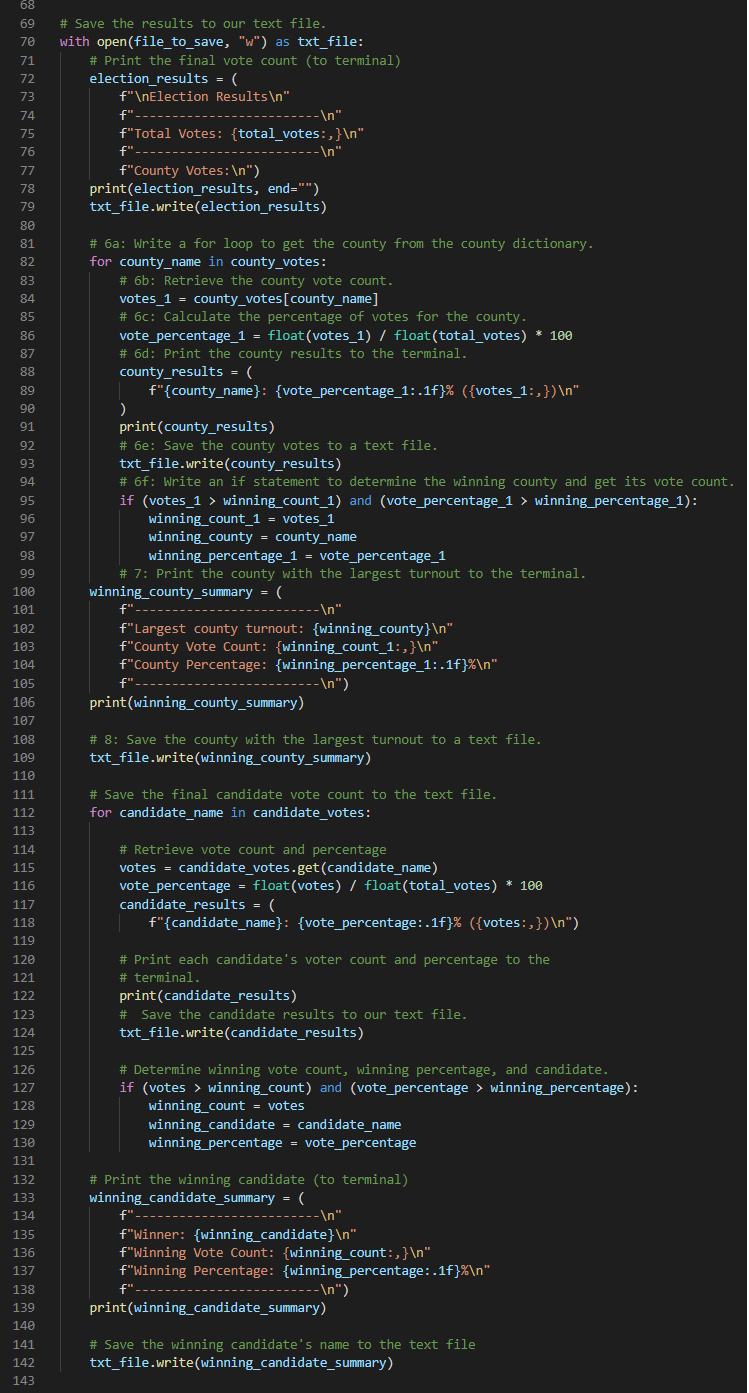 68
69 # Save the results to our text file.
70 with open(file_to_save, "w") as txt_file:
71     # Print the final vote count (to terminal)
72     election_results = (
73         f"\nElection Results\n"
74         f"-------------------------\n"
75         f"Total Votes: {total_votes:,}\n"
76         f"-------------------------\n"
77         f"County Votes:\n")
78     print(election_results, end="")
79     txt_file.write(election_results)
80
81     # 6a: Write a for loop to get the county from the county dictionary.
82     for county_name in county_votes:
83         # 6b: Retrieve the county vote count.
84         votes_1 = county_votes[county_name]
85         # 6c: Calculate the percentage of votes for the county.
86         vote_percentage_1 = float(votes_1) / float(total_votes) * 100
87         # 6d: Print the county results to the terminal.
88         county_results = (
89             f"{county_name}: {vote_percentage_1:.1f}% ({votes_1:,})\n"
90         )
91         print(county_results)
92         # 6e: Save the county votes to a text file.
93         txt_file.write(county_results)
94         # 6f: Write an if statement to determine the winning county and get its vote count.
95         if (votes_1 > winning_count_1) and (vote_percentage_1 > winning_percentage_1):
96             winning_count_1 = votes_1
97             winning_county = county_name
98             winning_percentage_1 = vote_percentage_1
99         # 7: Print the county with the largest turnout to the terminal.
100     winning_county_summary = (
101         f"-------------------------\n"
102         f"Largest county turnout: {winning_county}\n"
103         f"County Vote Count: {winning_count_1:,}\n"
104         f"County Percentage: {winning_percentage_1:.1f}%\n"
105         f"-------------------------\n")
106     print(winning_county_summary)
107
108     # 8: Save the county with the largest turnout to a text file.
109     txt_file.write(winning_county_summary)
110
111     # Save the final candidate vote count to the text file.
112     for candidate_name in candidate_votes:
113
114         # Retrieve vote count and percentage
115         votes = candidate_votes.get(candidate_name)
116         vote_percentage = float(votes) / float(total_votes) * 100
117         candidate_results = (
118             f"{candidate_name}: {vote_percentage:.1f}% ({votes:,})\n")
119
120         # Print each candidate's voter count and percentage to the
121         # terminal.
122         print(candidate_results)
123         #  Save the candidate results to our text file.
124         txt_file.write(candidate_results)
125
126         # Determine winning vote count, winning percentage, and candidate.
127         if (votes > winning_count) and (vote_percentage > winning_percentage):
128             winning_count = votes
129             winning_candidate = candidate_name
130             winning_percentage = vote_percentage
131
132     # Print the winning candidate (to terminal)
133     winning_candidate_summary = (
134         f"-------------------------\n"
135         f"Winner: {winning_candidate}\n"
136         f"Winning Vote Count: {winning_count:,}\n"
137         f"Winning Percentage: {winning_percentage:.1f}%\n"
138         f"-------------------------\n")
139     print(winning_candidate_summary)
140
141     # Save the winning candidate's name to the text file
142     txt_file.write(winning_candidate_summary)
143